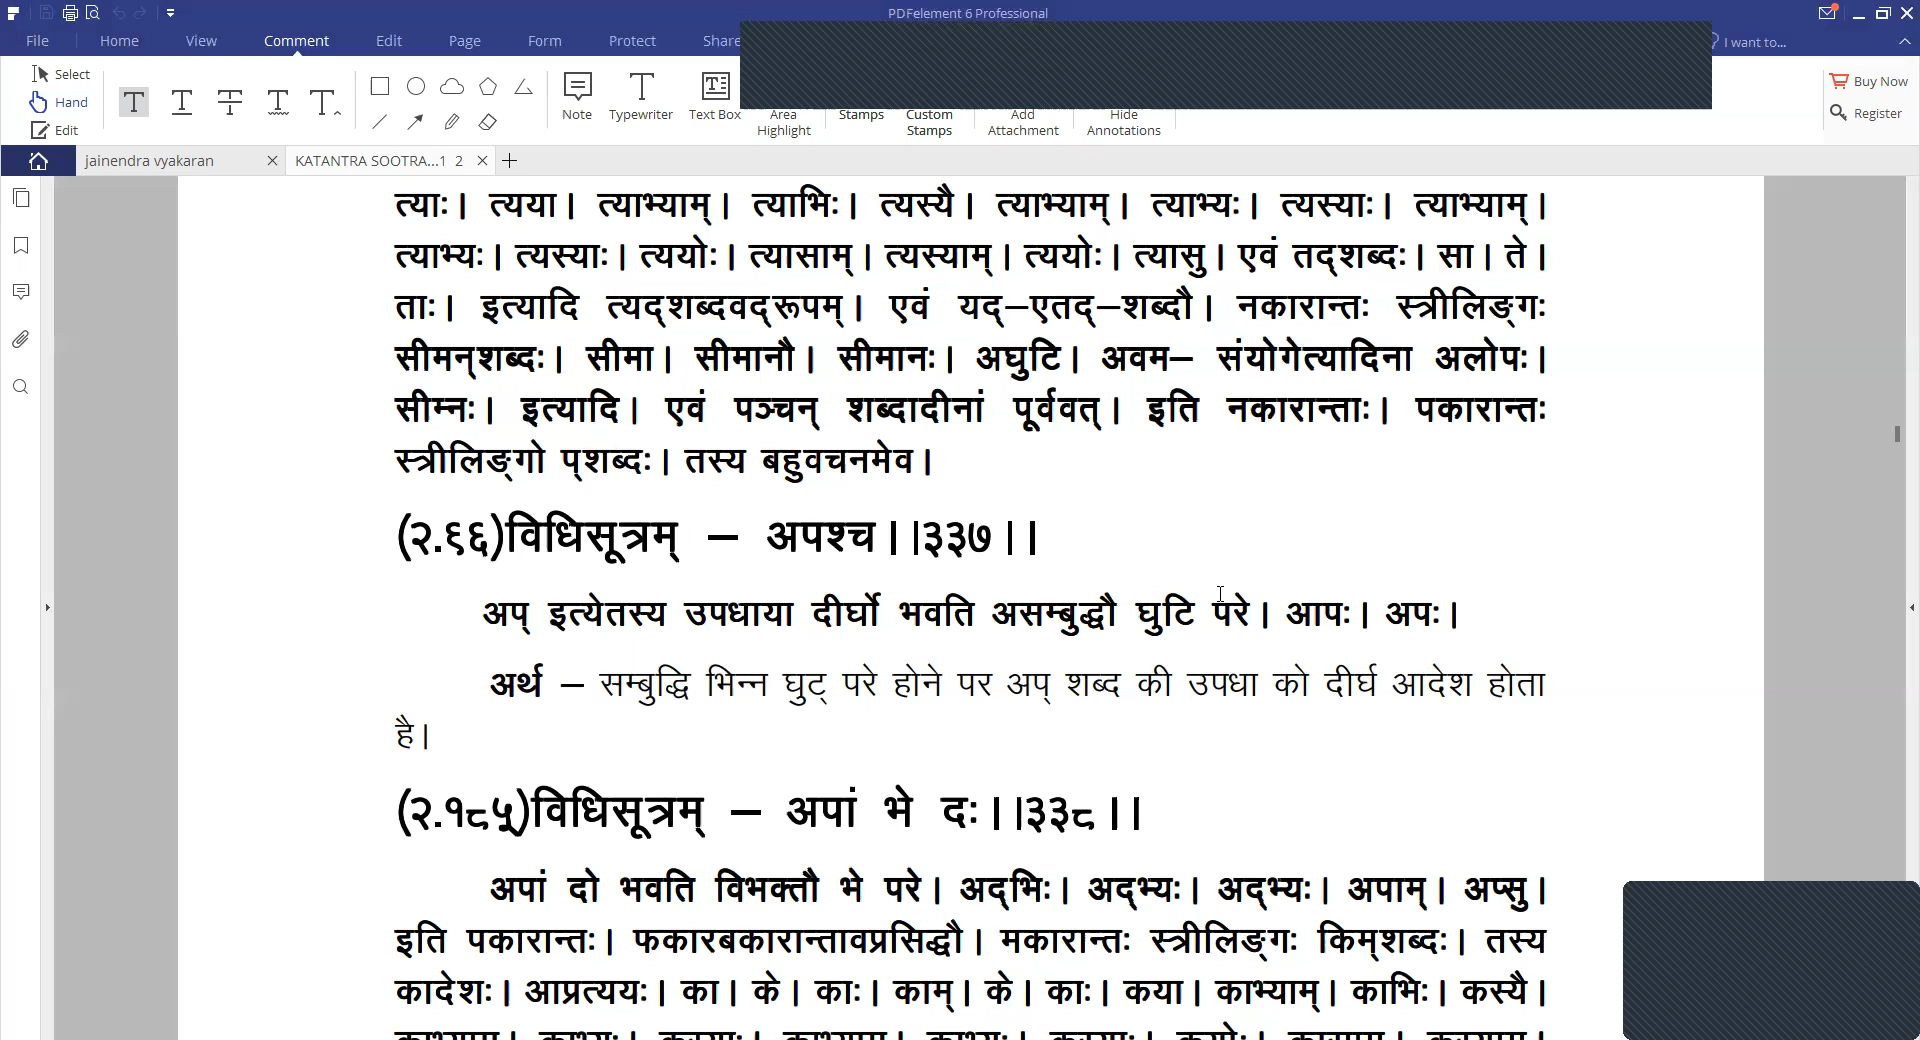 PDFelement 6 Professional
File Home View Comment Edit Page Form Protect Share I want to...
Select
Hand
Edit
Note Typewriter Text Box Area Highlight Stamps Custom Stamps Add Attachment Hide Annotations
Buy Now
Register
jainendra vyakaran KATANTRA SOOTRA...1 2
त्याः। त्यया। त्याभ्याम्। त्याभिः। त्यस्यै। त्याभ्याम्। त्याभ्यः। त्यस्याः। त्याभ्याम्।
त्याभ्यः। त्यस्याः। त्ययोः। त्यासाम्। त्यस्याम्। त्ययोः। त्यासु। एवं तद्शब्दः। सा। ते।
ताः। इत्यादि त्यद्शब्दवद्रूपम्। एवं यद्–एतद्–शब्दौ। नकारान्तः स्त्रीलिङ्गः
सीमन्शब्दः। सीमा। सीमानौ। सीमानः। अघुटि। अवम– संयोगेत्यादिना अलोपः।
सीम्नः। इत्यादि। एवं पञ्चन् शब्दादीनां पूर्ववत्। इति नकारान्ताः। पकारान्तः
स्त्रीलिङ्गो प्शब्दः। तस्य बहुवचनमेव।
(२.९६)विधिसूत्रम् – अपश्च।।३३७।।
अप् इत्येतस्य उपधाया दीर्घो भवति असम्बुद्धौ घुटि परे। आपः। अपः।
अर्थ – सम्बुद्धि भिन्न घुट् परे होने पर अप् शब्द की उपधा को दीर्घ आदेश होता
है।
(२.१८५)विधिसूत्रम् – अपां भे दः।।३३८।।
अपां दो भवति विभक्तौ भे परे। अद्भिः। अद्भ्यः। अद्भ्यः। अपाम्। अप्सु।
इति पकारान्तः। फकारबकारान्तावप्रसिद्धौ। मकारान्तः स्त्रीलिङ्गः किम्शब्दः। तस्य
कादेशः। आप्रत्ययः। का। के। काः। काम्। के। काः। कया। काभ्याम्। काभिः। कस्यै।